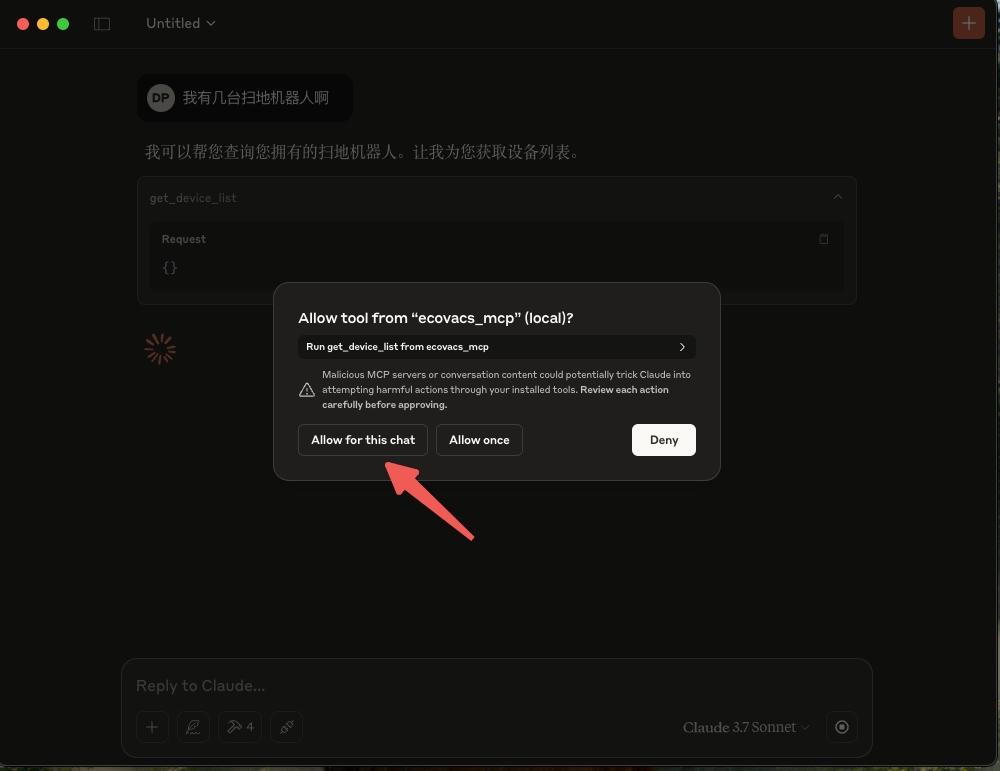 Untitled
DP 我有几台扫地机器人啊
我可以帮您查询您拥有的扫地机器人。让我为您获取设备列表。
get_device_list
Request
{}
Allow tool from “ecovacs_mcp” (local)?
Run get_device_list from ecovacs_mcp
Malicious MCP servers or conversation content could potentially trick Claude into
attempting harmful actions through your installed tools. Review each action
carefully before approving.
Allow for this chat
Allow once
Deny
Reply to Claude...
4
Claude 3.7 Sonnet